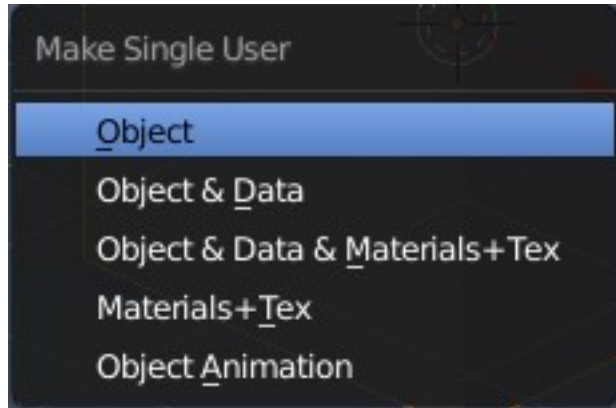 Make Single User
Object
Object & Data
Object & Data & Materials+Tex
Materials+Tex
Object Animation